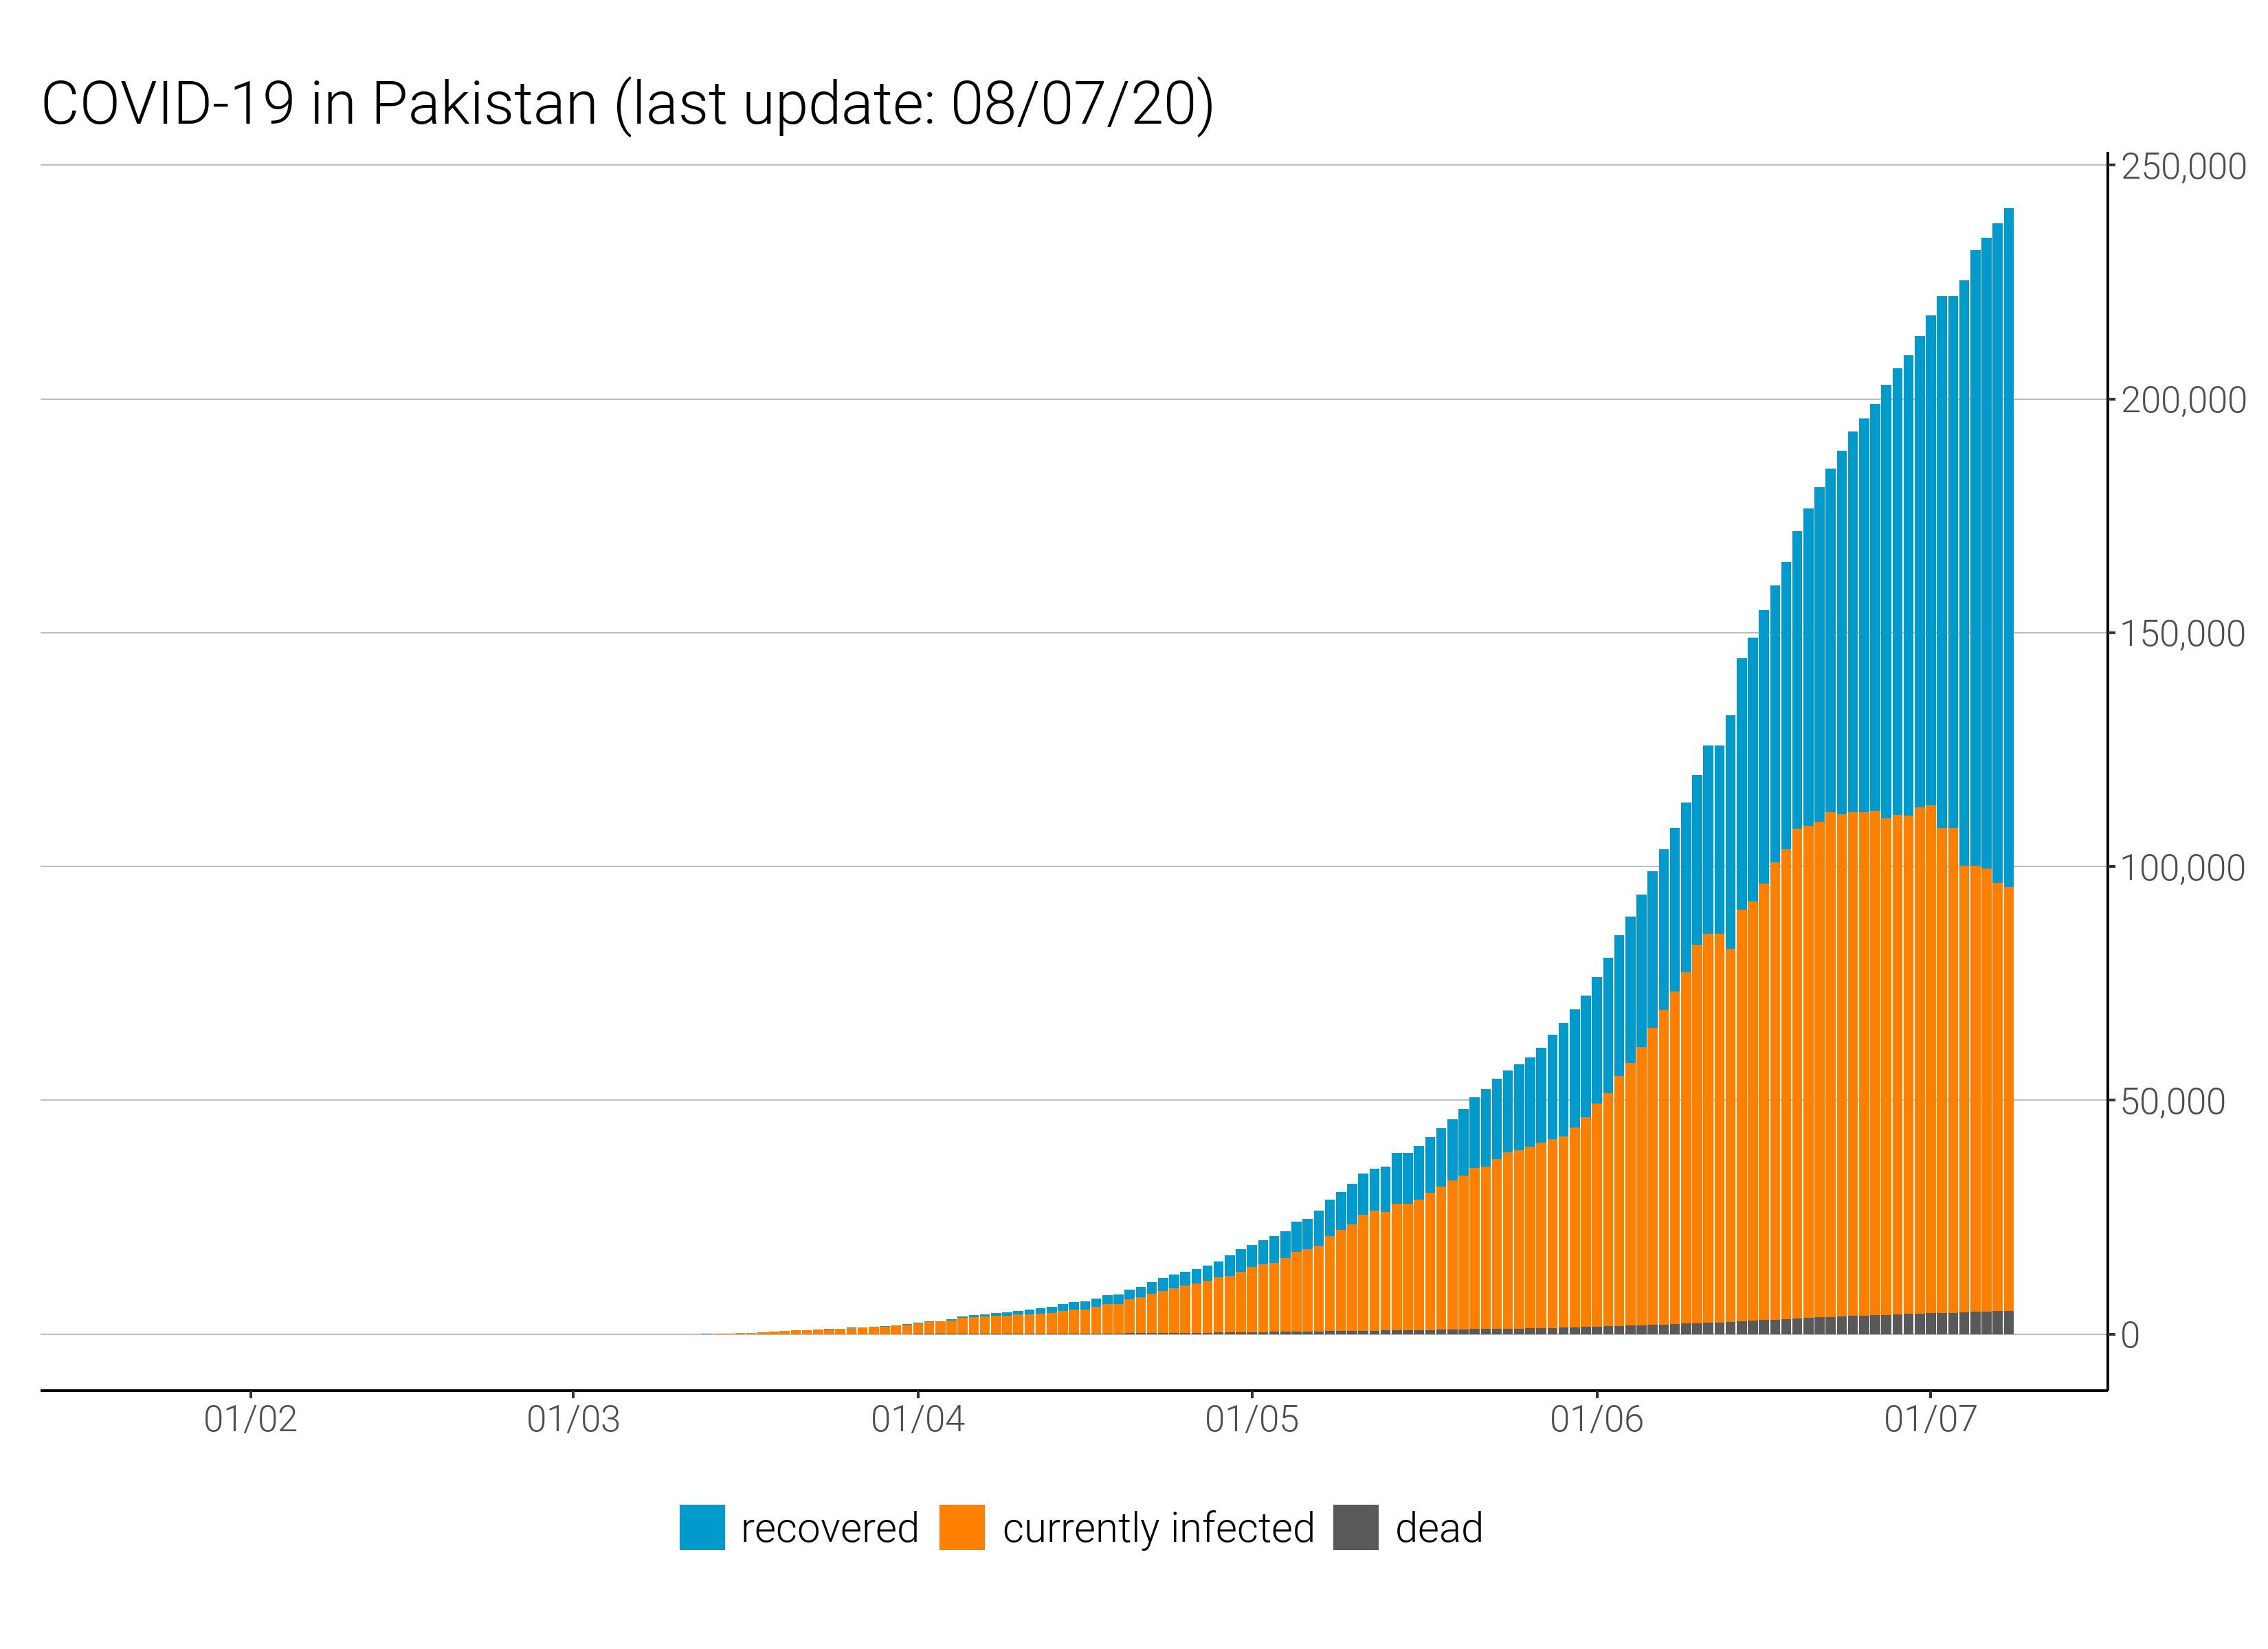 COVID-19 in Pakistan (last update: 08/07/20)
250,000
200,000
150,000
100,000
50,000
0
01/02 01/03 01/04 01/05 01/06 01/07
recovered currently infected dead